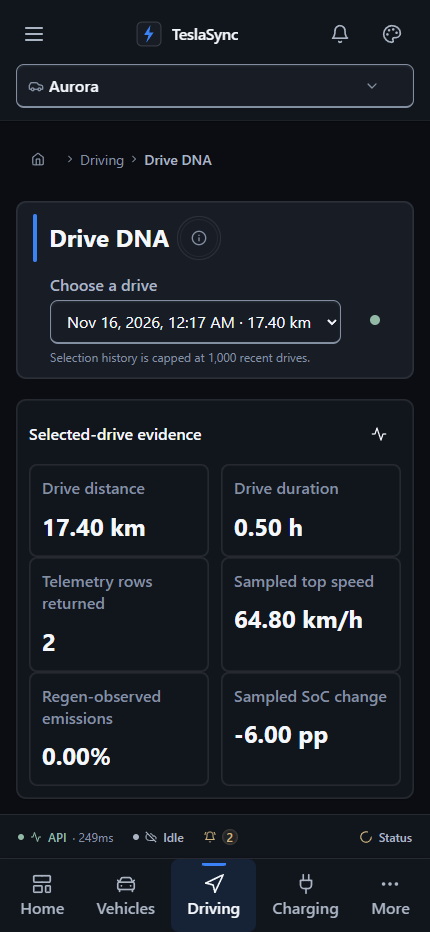 TeslaSync
Aurora
Driving
Drive DNA
Drive DNA
Choose a drive
Nov 16, 2026, 12:17 AM · 17.40 km
Selection history is capped at 1,000 recent drives.
Selected-drive evidence
Drive distance
17.40 km
Drive duration
0.50 h
Telemetry rows
returned
2
Sampled top speed
64.80 km/h
Regen-observed
emissions
0.00%
Sampled SoC change
-6.00 pp
API · 249ms
Idle
2
Status
Home
Vehicles
Driving
Charging
More